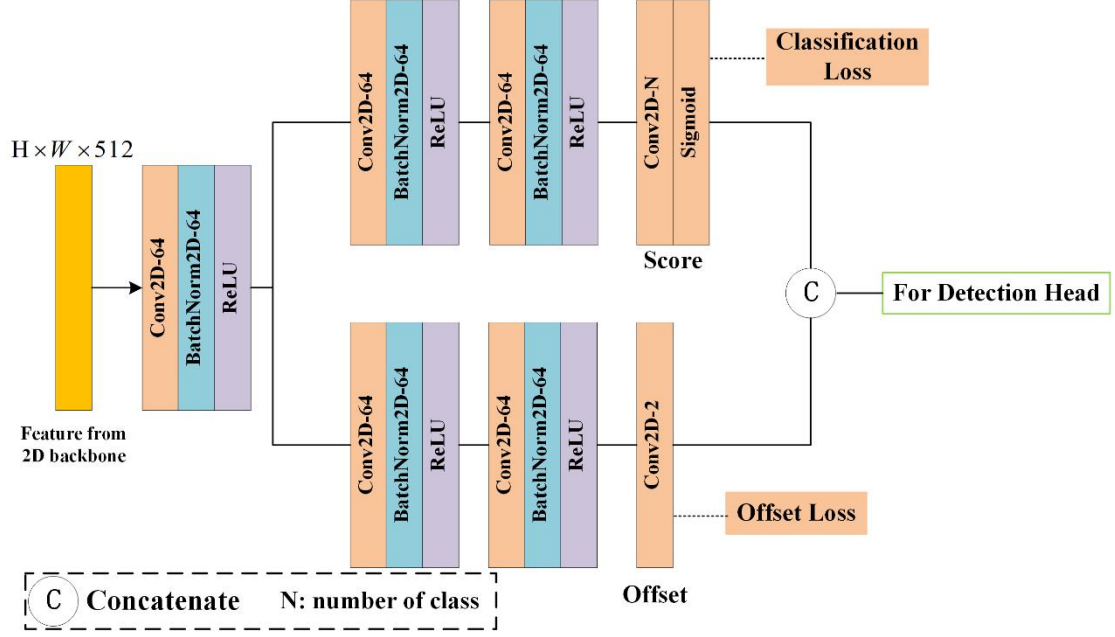 H × W × 512
Feature from
2D backbone
Conv2D-64
BatchNorm2D-64
ReLU
Conv2D-64
BatchNorm2D-64
ReLU
Conv2D-64
BatchNorm2D-64
ReLU
Conv2D-N
Sigmoid
Score
Classification
Loss
Conv2D-64
BatchNorm2D-64
ReLU
Conv2D-64
BatchNorm2D-64
ReLU
Conv2D-2
Offset
Offset Loss
C
For Detection Head
C Concatenate N: number of class